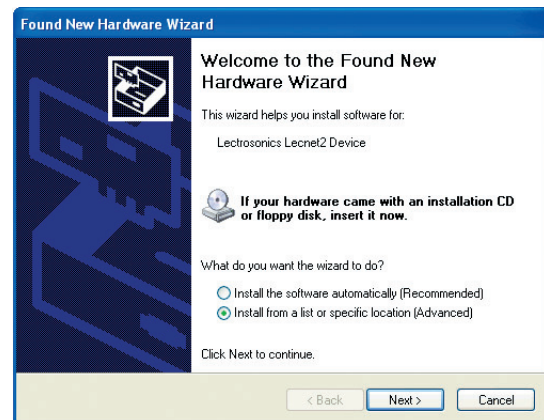 Found New Hardware Wizard
Welcome to the Found New
Hardware Wizard
This wizard helps you install software for:
Lectrosonics Lecnet2 Device
If your hardware came with an installation CD
or floppy disk, insert it now.
What do you want the wizard to do?
Install the software automatically (Recommended)
Install from a list or specific location (Advanced)
Click Next to continue.
< Back
Next >
Cancel